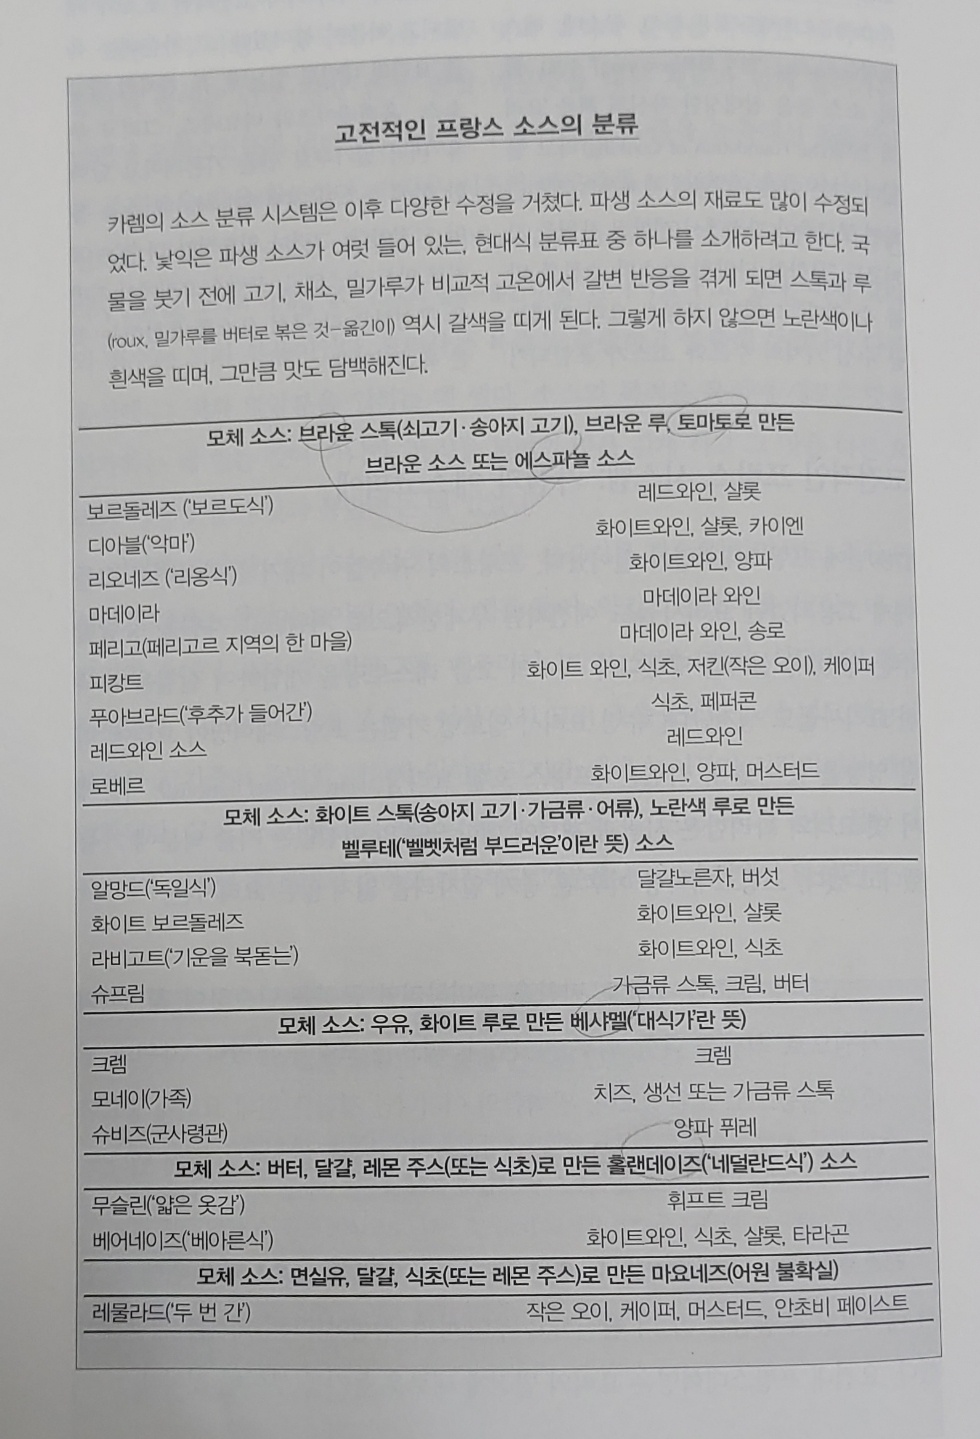 고전적인 프랑스 소스의 분류
카렘의 소스 분류 시스템은 이후 다양한 수정을 거쳤다. 파생 소스의 재료도 많이 수정되
었다. 낯익은 파생 소스가 여럿 들어 있는, 현대식 분류표 중 하나를 소개하려고 한다. 국
물을 붓기 전에 고기, 채소, 밀가루가 비교적 고온에서 갈변 반응을 겪게 되면 스톡과 루
(roux, 밀가루를 버터로 볶은 것-옮긴이) 역시 갈색을 띠게 된다. 그렇게 하지 않으면 노란색이나
흰색을 띠며, 그만큼 맛도 담백해진다.
모체 소스: 브라운 스톡(쇠고기·송아지 고기), 브라운 루, 토마토로 만든
브라운 소스 또는 에스파뇰 소스
보르돌레즈 ('보르도식') 레드와인, 샬롯
디아블('악마') 화이트와인, 샬롯, 카이엔
리오네즈 ('리옹식') 화이트와인, 양파
마데이라 마데이라 와인
페리고(페리고르 지역의 한 마을) 마데이라 와인, 송로
피캉트 화이트 와인, 식초, 저킨(작은 오이), 케이퍼
푸아브라드('후추가 들어간') 식초, 페퍼콘
레드와인 소스 레드와인
로베르 화이트와인, 양파, 머스터드
모체 소스: 화이트 스톡(송아지 고기·가금류·어류), 노란색 루로 만든
벨루테('벨벳처럼 부드러운'이란 뜻) 소스
알망드('독일식') 달걀노른자, 버섯
화이트 보르돌레즈 화이트와인, 샬롯
라비고트('기운을 북돋는') 화이트와인, 식초
슈프림 가금류 스톡, 크림, 버터
모체 소스: 우유, 화이트 루로 만든 베샤멜('대식가'란 뜻)
크렘 크렘
모네이(가족) 치즈, 생선 또는 가금류 스톡
슈비즈(군사령관) 양파 퓌레
모체 소스: 버터, 달걀, 레몬 주스(또는 식초)로 만든 홀랜데이즈('네덜란드식') 소스
무슬린('얇은 옷감') 휘프트 크림
베어네이즈('베아른식') 화이트와인, 식초, 샬롯, 타라곤
모체 소스: 면실유, 달걀, 식초(또는 레몬 주스)로 만든 마요네즈(어원 불확실)
레물라드('두 번 간') 작은 오이, 케이퍼, 머스터드, 안초비 페이스트